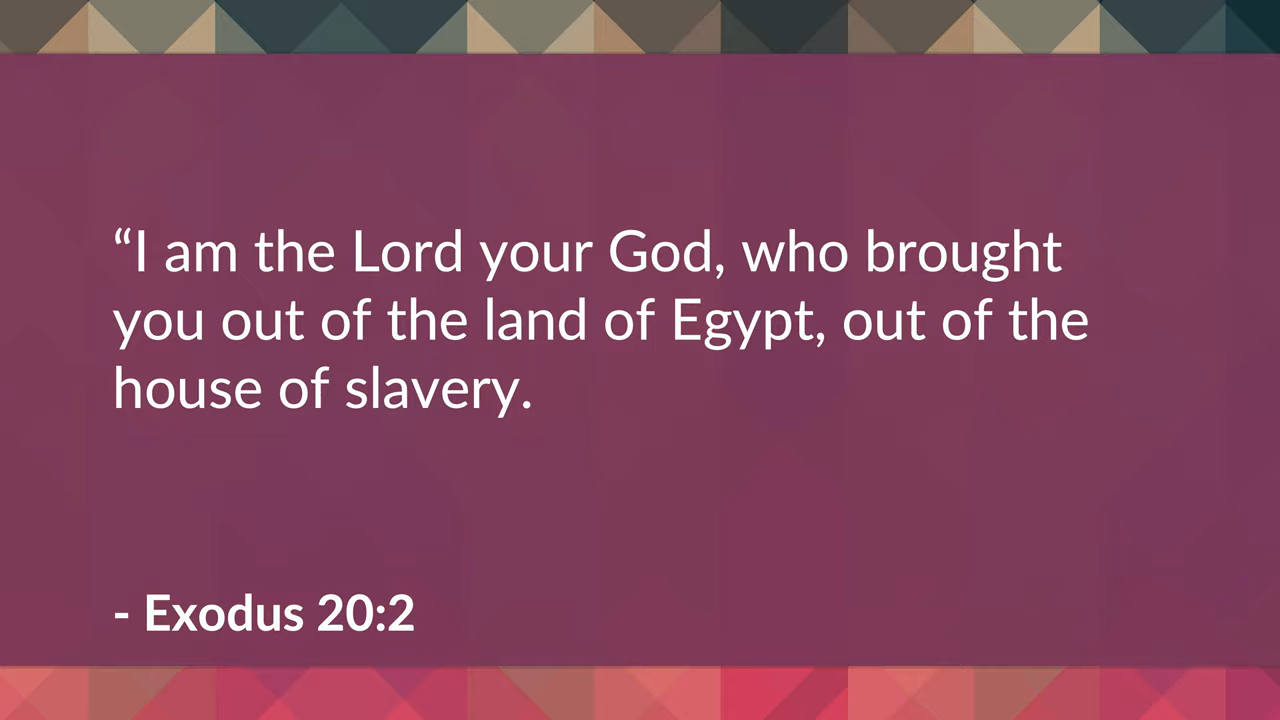 “I am the Lord your God, who brought
you out of the land of Egypt, out of the
house of slavery.
- Exodus 20:2